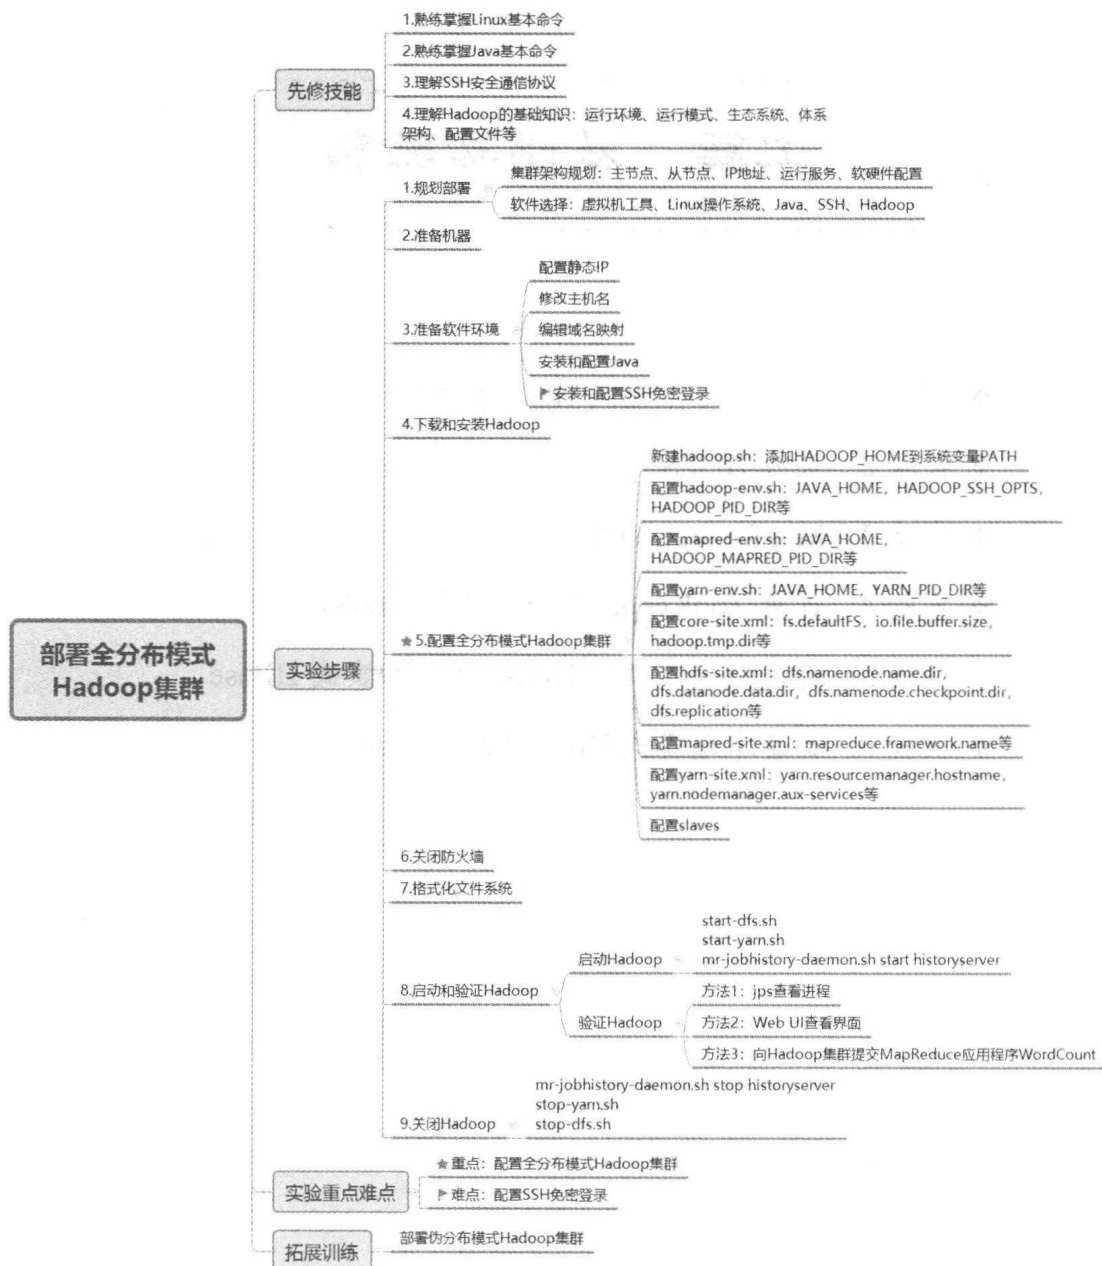 部署全分布模式
Hadoop集群
先修技能
1.熟练掌握Linux基本命令
2.熟练掌握Java基本命令
3.理解SSH安全通信协议
4.理解Hadoop的基础知识：运行环境、运行模式、生态系统、体系
架构、配置文件等
实验步骤
1.规划部署
集群架构规划：主节点、从节点、IP地址、运行服务、软硬件配置
软件选择：虚拟机工具、Linux操作系统、Java、SSH、Hadoop
2.准备机器
3.准备软件环境
配置静态IP
修改主机名
编辑域名映射
安装和配置Java
安装和配置SSH免密登录
4.下载和安装Hadoop
★5.配置全分布模式Hadoop集群
新建hadoop.sh：添加HADOOP_HOME到系统变量PATH
配置hadoop-env.sh：JAVA_HOME，HADOOP_SSH_OPTS，
HADOOP_PID_DIR等
配置mapred-env.sh：JAVA_HOME，
HADOOP_MAPRED_PID_DIR等
配置yarn-env.sh：JAVA_HOME，YARN_PID_DIR等
配置core-site.xml：fs.defaultFS，io.file.buffer.size，
hadoop.tmp.dir等
配置hdfs-site.xml：dfs.namenode.name.dir，
dfs.datanode.data.dir，dfs.namenode.checkpoint.dir，
dfs.replication等
配置mapred-site.xml：mapreduce.framework.name等
配置yarn-site.xml：yarn.resourcemanager.hostname，
yarn.nodemanager.aux-services等
配置slaves
6.关闭防火墙
7.格式化文件系统
8.启动和验证Hadoop
启动Hadoop
start-dfs.sh
start-yarn.sh
mr-jobhistory-daemon.sh start historyserver
验证Hadoop
方法1：jps查看进程
方法2：Web UI查看界面
方法3：向Hadoop集群提交MapReduce应用程序WordCount
9.关闭Hadoop
mr-jobhistory-daemon.sh stop historyserver
stop-yarn.sh
stop-dfs.sh
实验重点难点
★重点：配置全分布模式Hadoop集群
难点：配置SSH免密登录
拓展训练
部署伪分布模式Hadoop集群